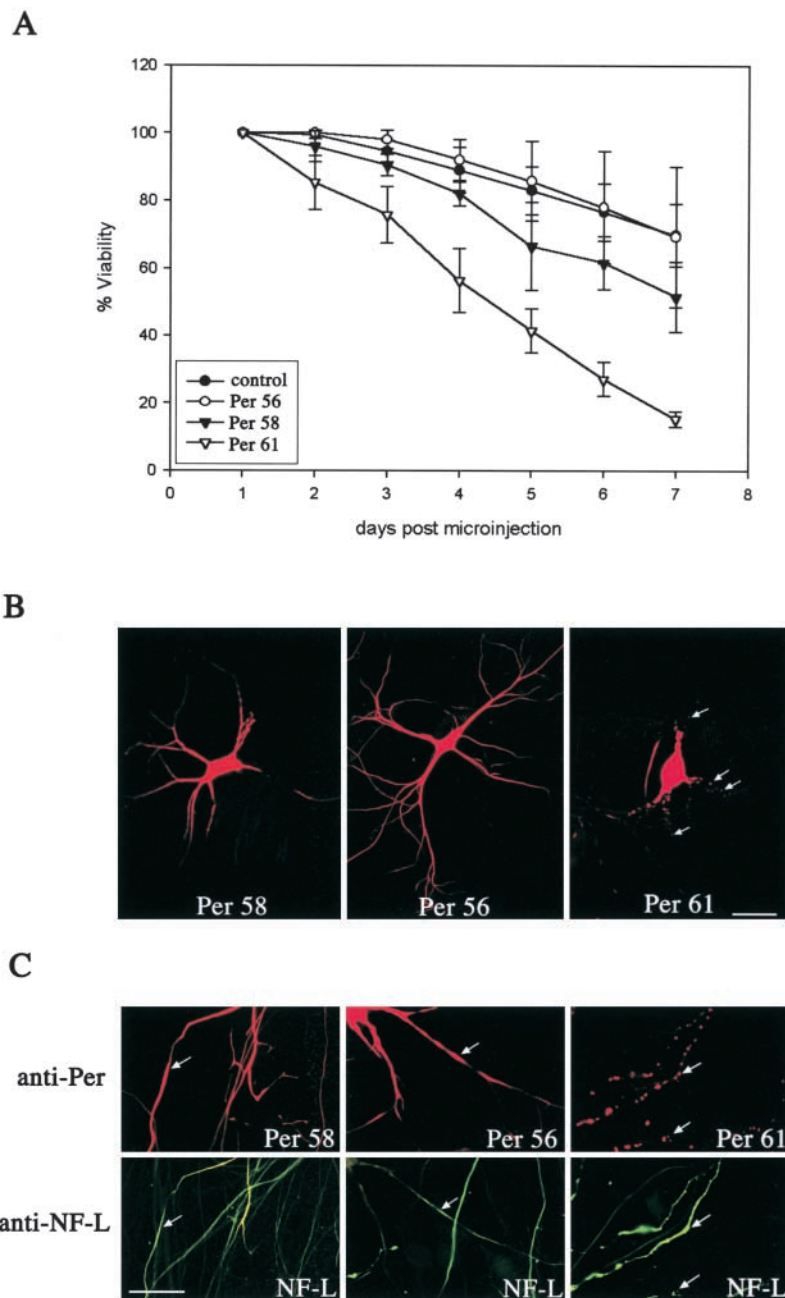 A
120
100
80
60
40
20
0
% Viability
control
Per 56
Per 58
Per 61
0 1 2 3 4 5 6 7 8
days post microinjection
B
Per 58 Per 56 Per 61
C
anti-Per
Per 58 Per 56 Per 61
anti-NF-L
NF-L NF-L NF-L